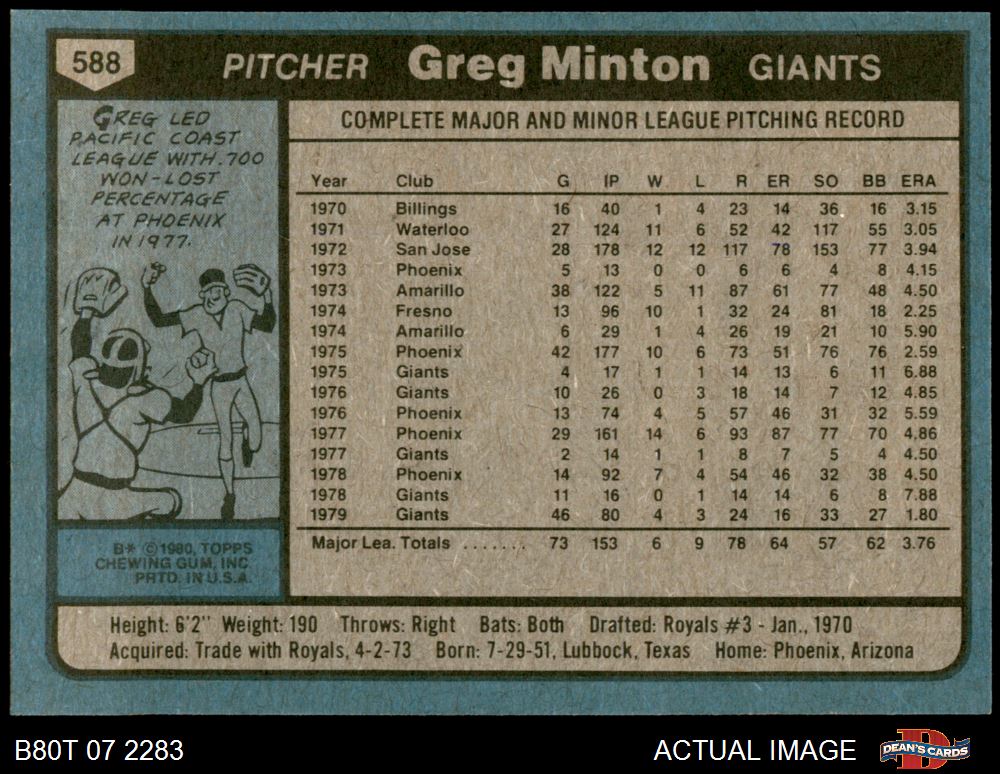 588 PITCHER Greg Minton GIANTS
GREG LED
PACIFIC COAST
LEAGUE WITH .700
WON-LOST
PERCENTAGE
AT PHOENIX
IN 1977.
COMPLETE MAJOR AND MINOR LEAGUE PITCHING RECORD
Year Club G IP W L R ER SO BB ERA
1970 Billings 16 40 1 4 23 14 36 16 3.15
1971 Waterloo 27 124 11 6 52 42 117 55 3.05
1972 San Jose 28 178 12 12 117 78 153 77 3.94
1973 Phoenix 5 13 0 0 6 6 4 8 4.15
1973 Amarillo 38 122 5 11 87 61 77 48 4.50
1974 Fresno 13 96 10 1 32 24 81 18 2.25
1974 Amarillo 6 29 1 4 26 19 21 10 5.90
1975 Phoenix 42 177 10 6 73 51 76 76 2.59
1975 Giants 4 17 1 1 14 13 6 11 6.88
1976 Giants 10 26 0 3 18 14 7 12 4.85
1976 Phoenix 13 74 4 5 57 46 31 32 5.59
1977 Phoenix 29 161 14 6 93 87 77 70 4.86
1977 Giants 2 14 1 1 8 7 5 4 4.50
1978 Phoenix 14 92 7 4 54 46 32 38 4.50
1978 Giants 11 16 0 1 14 14 6 8 7.88
1979 Giants 46 80 4 3 24 16 33 27 1.80
Major Lea. Totals ....... 73 153 6 9 78 64 57 62 3.76
B* ©1980, TOPPS
CHEWING GUM, INC.
PRTD. IN U.S.A.
Height: 6'2" Weight: 190 Throws: Right Bats: Both Drafted: Royals #3 - Jan., 1970
Acquired: Trade with Royals, 4-2-73 Born: 7-29-51, Lubbock, Texas Home: Phoenix, Arizona
B80T 07 2283 ACTUAL IMAGE DEAN'S CARDS